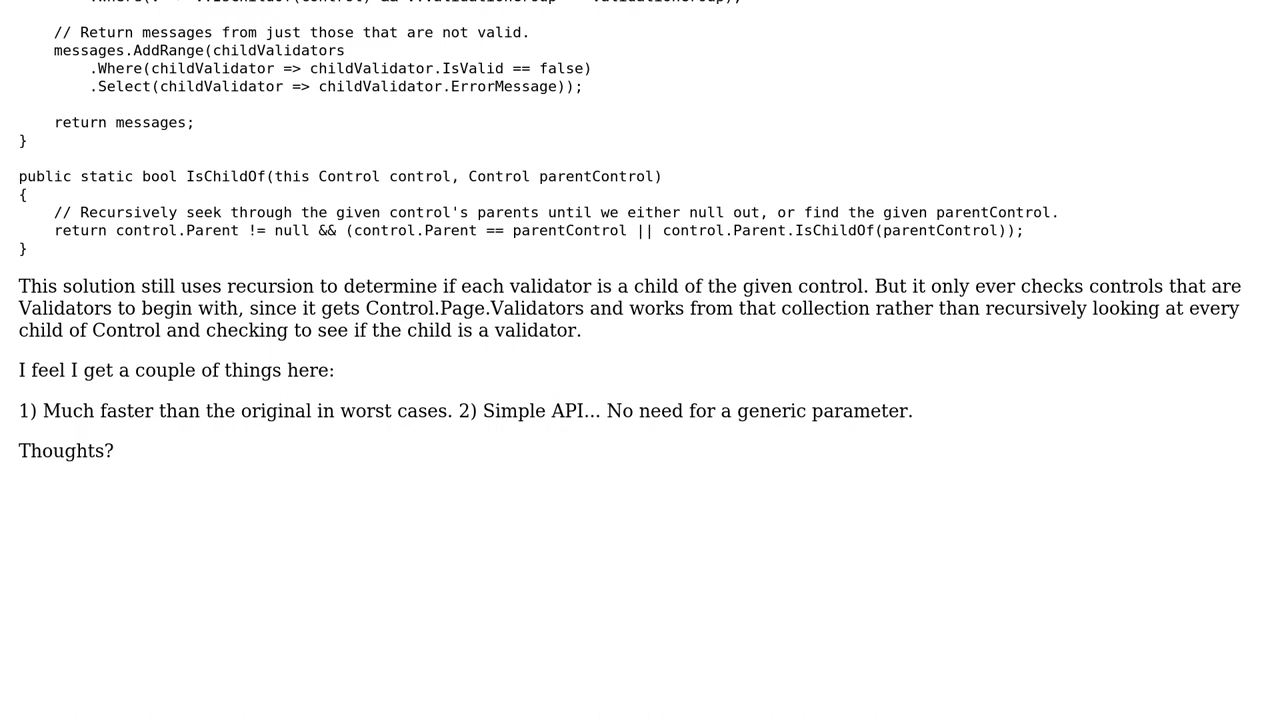 // Return messages from just those that are not valid.
messages.AddRange(childValidators
.Where(childValidator => childValidator.IsValid == false)
.Select(childValidator => childValidator.ErrorMessage));
return messages;
}
public static bool IsChildOf(this Control control, Control parentControl)
{
// Recursively seek through the given control's parents until we either null out, or find the given parentControl.
return control.Parent != null && (control.Parent == parentControl || control.Parent.IsChildOf(parentControl));
}
This solution still uses recursion to determine if each validator is a child of the given control. But it only ever checks controls that are
Validators to begin with, since it gets Control.Page.Validators and works from that collection rather than recursively looking at every
child of Control and checking to see if the child is a validator.
I feel I get a couple of things here:
1) Much faster than the original in worst cases. 2) Simple API... No need for a generic parameter.
Thoughts?